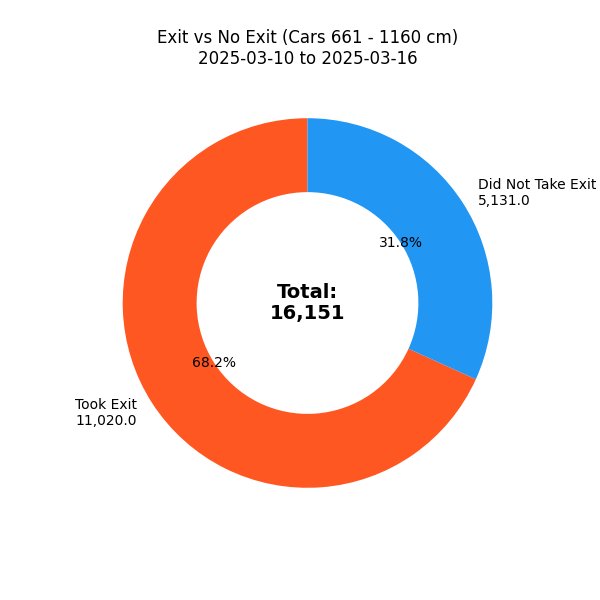 Exit vs No Exit (Cars 661 - 1160 cm)
2025-03-10 to 2025-03-16
Did Not Take Exit
5,131.0
31.8%
Total:
16,151
68.2%
Took Exit
11,020.0